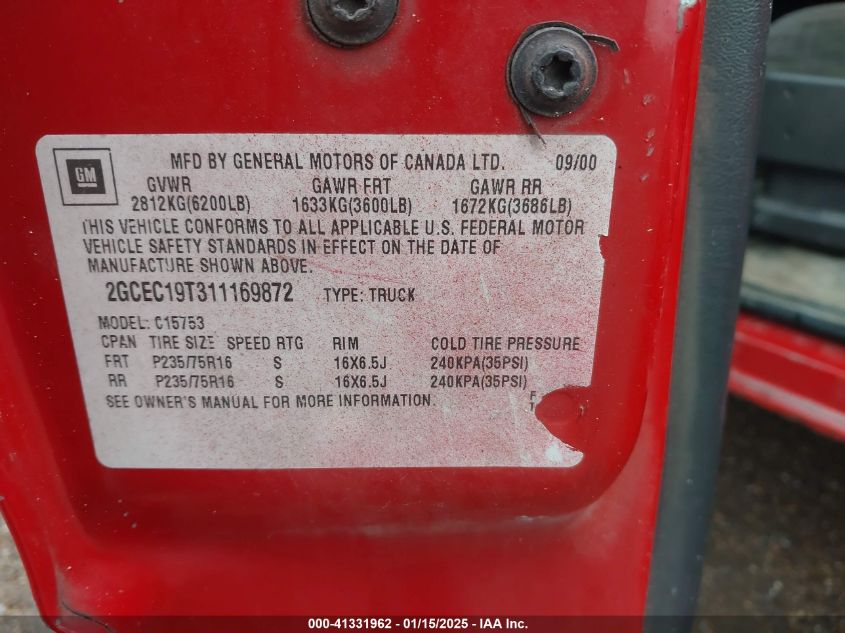 GM
MFD BY GENERAL MOTORS OF CANADA LTD. 09/00
GVWR GAWR FRT GAWR RR
2812KG(6200LB) 1633KG(3600LB) 1672KG(3686LB)
THIS VEHICLE CONFORMS TO ALL APPLICABLE U.S. FEDERAL MOTOR
VEHICLE SAFETY STANDARDS IN EFFECT ON THE DATE OF
MANUFACTURE SHOWN ABOVE.
2GCEC19T311169872 TYPE: TRUCK
MODEL: C15753
CPAN TIRE SIZE SPEED RTG RIM COLD TIRE PRESSURE
FRT P235/75R16 S 16X6.5J 240KPA(35PSI)
RR P235/75R16 S 16X6.5J 240KPA(35PSI)
SEE OWNER'S MANUAL FOR MORE INFORMATION.
000-41331962 - 01/15/2025 - IAA Inc.